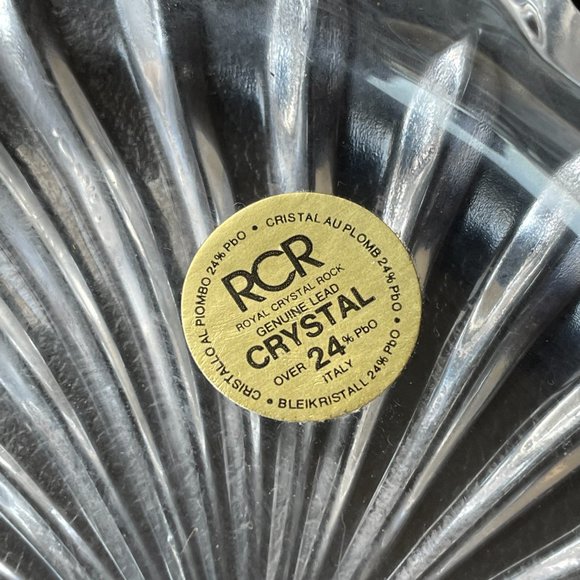 RCR
ROYAL CRYSTAL ROCK
GENUINE LEAD
CRYSTAL
OVER 24% PbO
ITALY
CRISTALLO AL PIOMBO 24% PbO • CRISTAL AU PLOMB 24% PbO • BLEIKRISTALL 24% PbO •